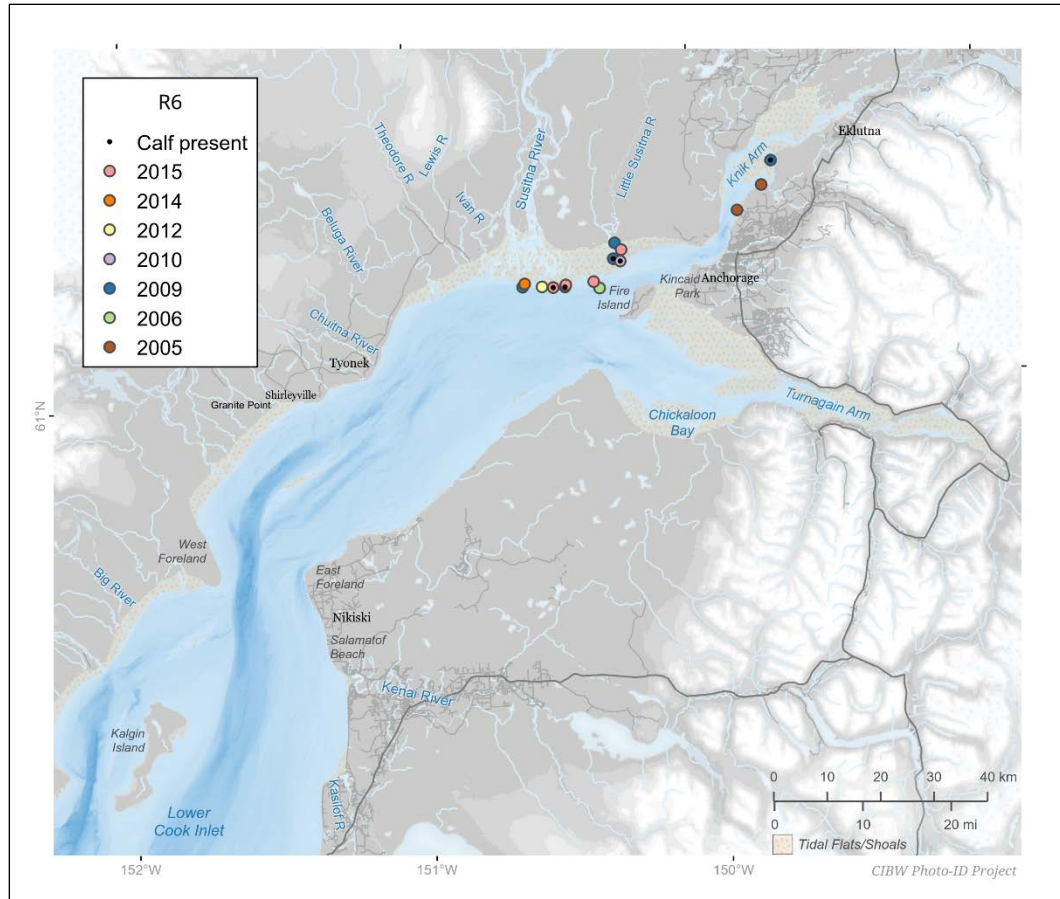 R6
Calf present
2015
2014
2012
2010
2009
2006
2005
Theodore R
Lewis R
Ivan R
Susitna River
Little Susitna R
Knik Arm
Eklutna
Beluga River
Chuitna River
Tyonek
Shirleyville
Granite Point
Fire
Island
Kincaid
Park
Anchorage
Turnagain Arm
Chickaloon
Bay
61°N
West
Foreland
East
Foreland
Big River
Nikiski
Salamatof
Beach
Kenai River
Kalgin
Island
Kasilof R
Lower
Cook Inlet
0 10 20 30 40 km
0 10 20 mi
Tidal Flats/Shoals
CIBW Photo-ID Project
152°W
151°W
150°W